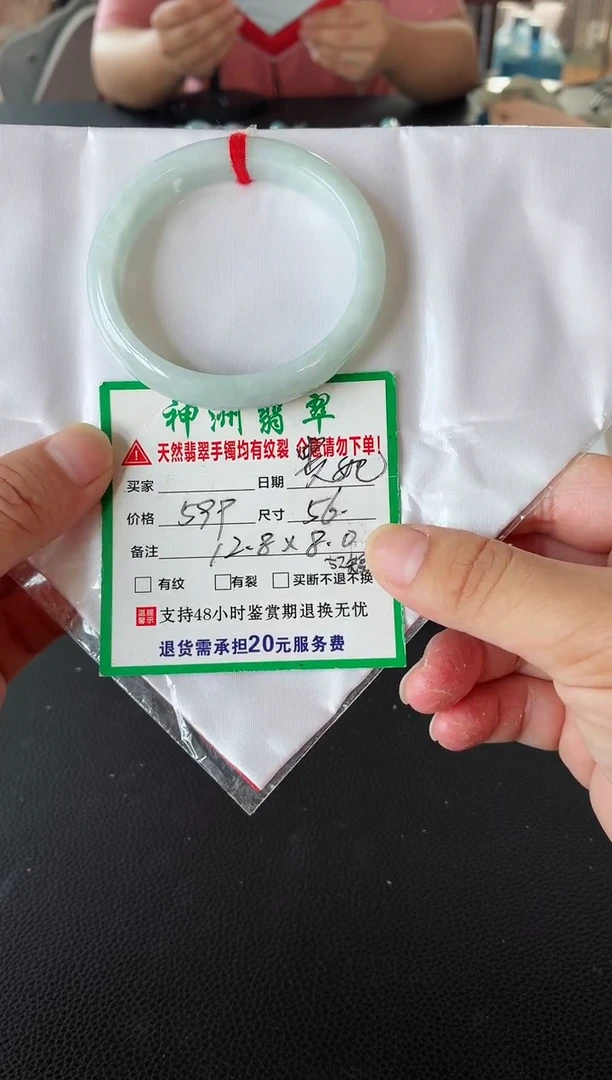 神洲翡翠
天然翡翠手镯均有纹裂 介意请勿下单!
买家 日期
价格 599 尺寸 56.
备注 12.8×8.0
有纹 有裂 买断不退不换
温馨提示 支持48小时鉴赏期退换无忧
退货需承担20元服务费